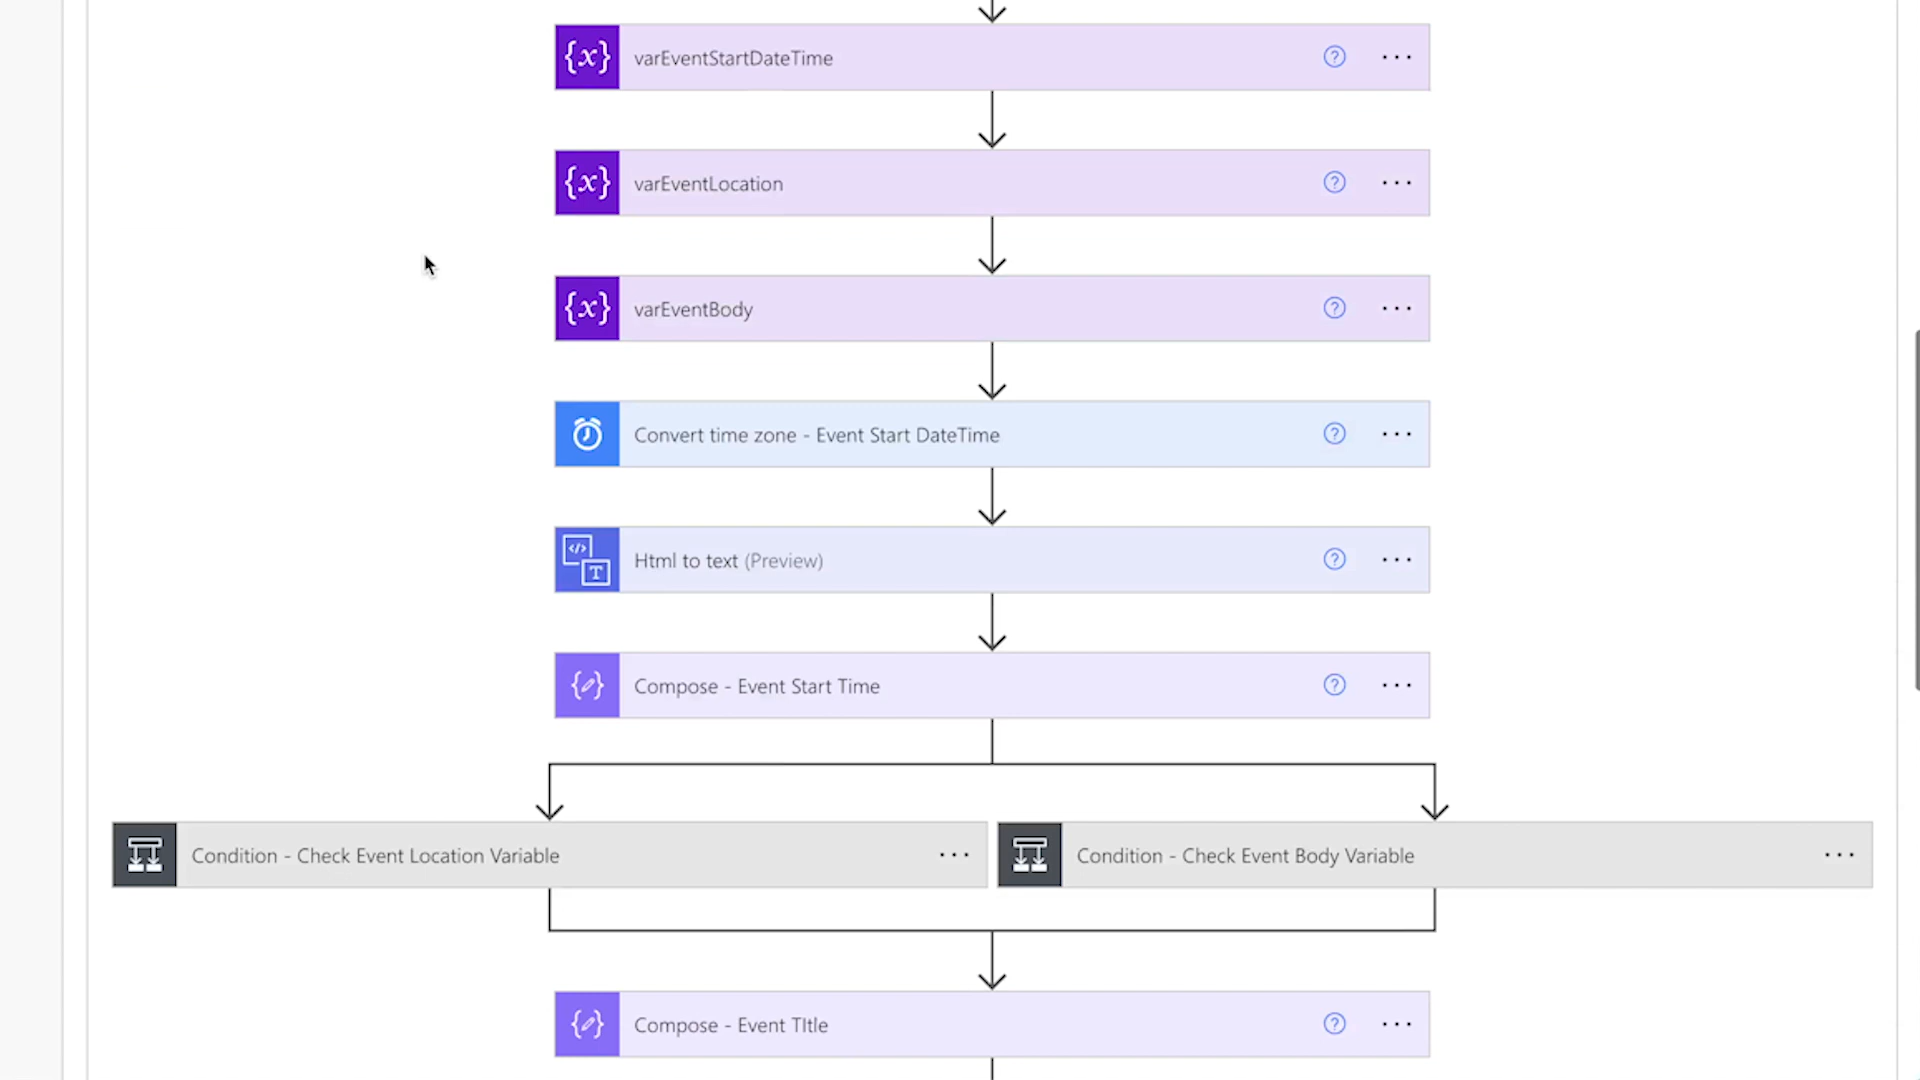 varEventStartDateTime
varEventLocation
varEventBody
Convert time zone - Event Start DateTime
Html to text (Preview)
Compose - Event Start Time
Condition - Check Event Location Variable
Condition - Check Event Body Variable
Compose - Event TItle